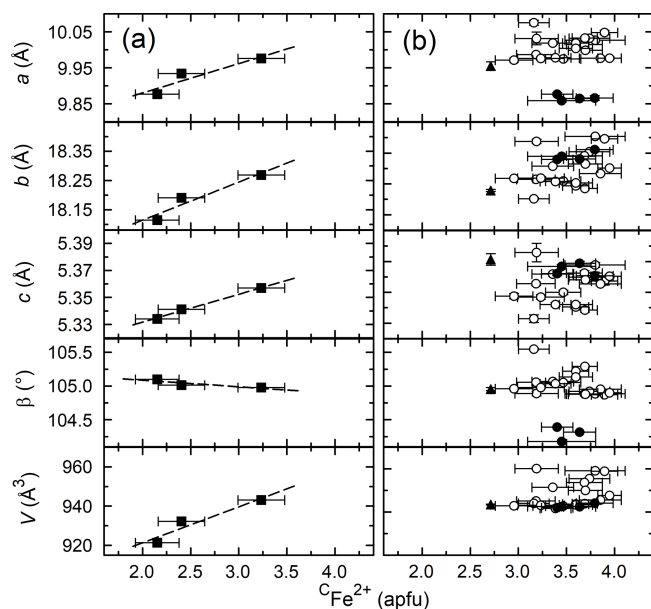 (a) (b)
10.05
9.95
9.85
a (Å)
18.35
18.25
18.15
b (Å)
5.39
5.37
5.35
5.33
c (Å)
105.5
105.0
104.5
β (°)
960
940
920
V (Å³)
2.0 2.5 3.0 3.5 4.0 2.5 3.0 3.5 4.0
ᶜFe²⁺ (apfu)